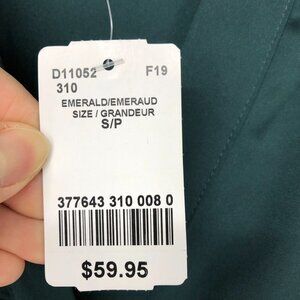 D11052 F19
310
EMERALD/EMERAUD
SIZE / GRANDEUR
S/P
377643 310 008 0
$59.95